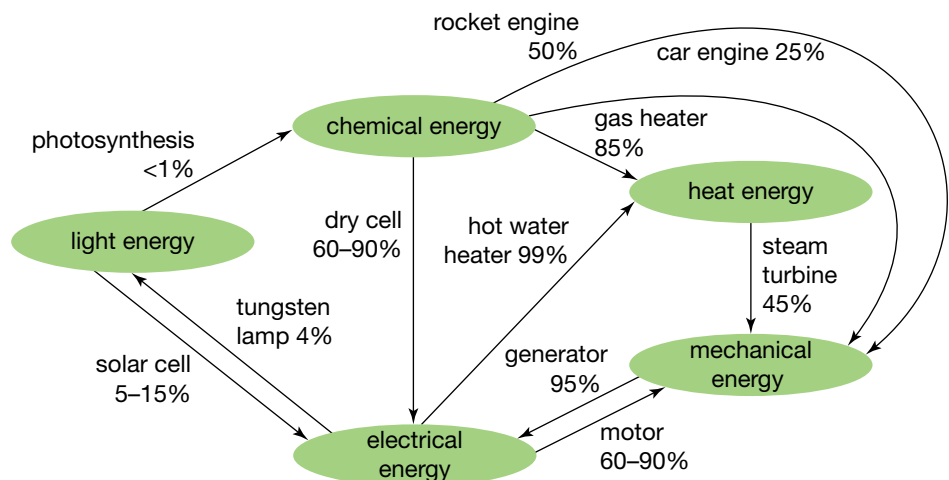 rocket engine
50%
car engine 25%
chemical energy
photosynthesis
<1%
gas heater
85%
heat energy
dry cell
60–90%
hot water
heater 99%
light energy
steam
turbine
45%
tungsten
lamp 4%
solar cell
5–15%
generator
95%
mechanical
energy
electrical
energy
motor
60–90%